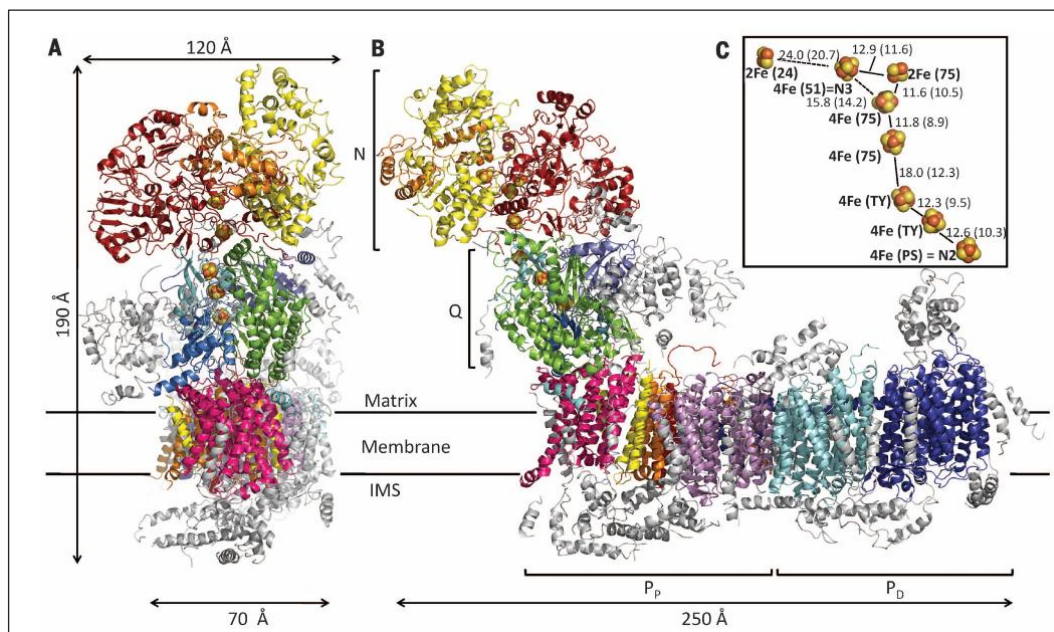 A
120 Å
B
C
24.0 (20.7)
12.9 (11.6)
2Fe (24)
2Fe (75)
4Fe (51)=N3
11.6 (10.5)
15.8 (14.2)
4Fe (75)
11.8 (8.9)
4Fe (75)
18.0 (12.3)
4Fe (TY)
12.3 (9.5)
4Fe (TY)
12.6 (10.3)
4Fe (PS) = N2
N
190 Å
Q
Matrix
Membrane
IMS
P_P
P_D
70 Å
250 Å